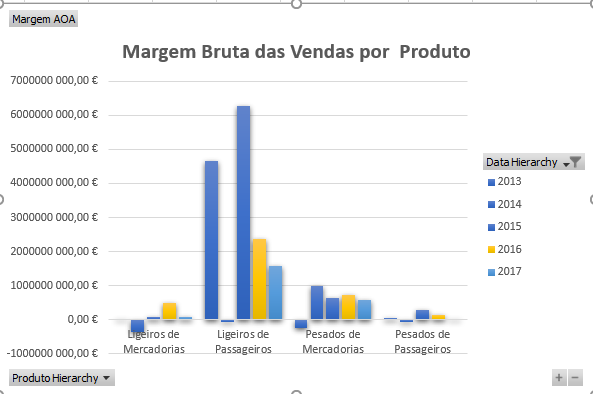 Margem AOA
Margem Bruta das Vendas por  Produto
7000000 000,00 €
6000000 000,00 €
5000000 000,00 €
4000000 000,00 €
3000000 000,00 €
2000000 000,00 €
1000000 000,00 €
0,00 €
-1000000 000,00 €
Ligeiros de
Mercadorias
Ligeiros de
Passageiros
Pesados de
Mercadorias
Pesados de
Passageiros
Data Hierarchy
2013
2014
2015
2016
2017
Produto Hierarchy
+ −